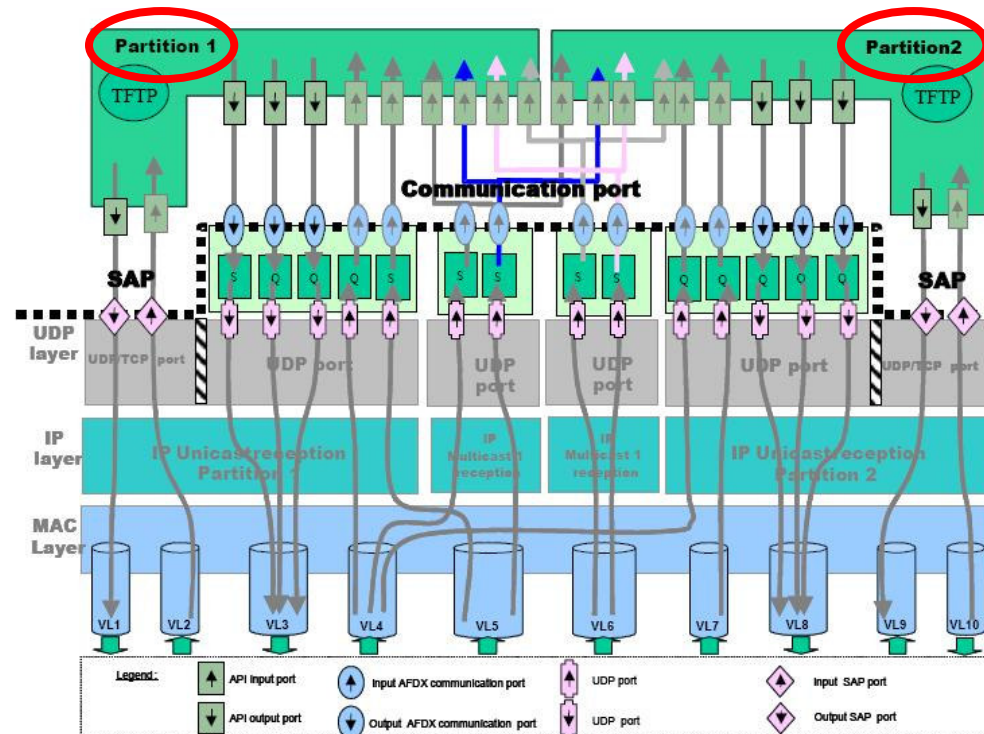 Partition 1
Partition2
TFTP
TFTP
Communication port
SAP
SAP
S Q Q Q S
S S
S S
Q Q Q Q Q
UDP layer
UDP/TCP port
UDP port
UDP port
UDP port
UDP port
UDP/TCP port
IP layer
IP Unicastreception
Partition 1
IP
Multicast 1
reception
IP
Multicast 1
reception
IP Unicastreception
Partition 2
MAC
Layer
VL1
VL2
VL3
VL4
VL5
VL6
VL7
VL8
VL9
VL10
Legend:
API Input port
Input AFDX communication port
UDP port
Input SAP port
API output port
Output AFDX communication port
UDP port
Output SAP port